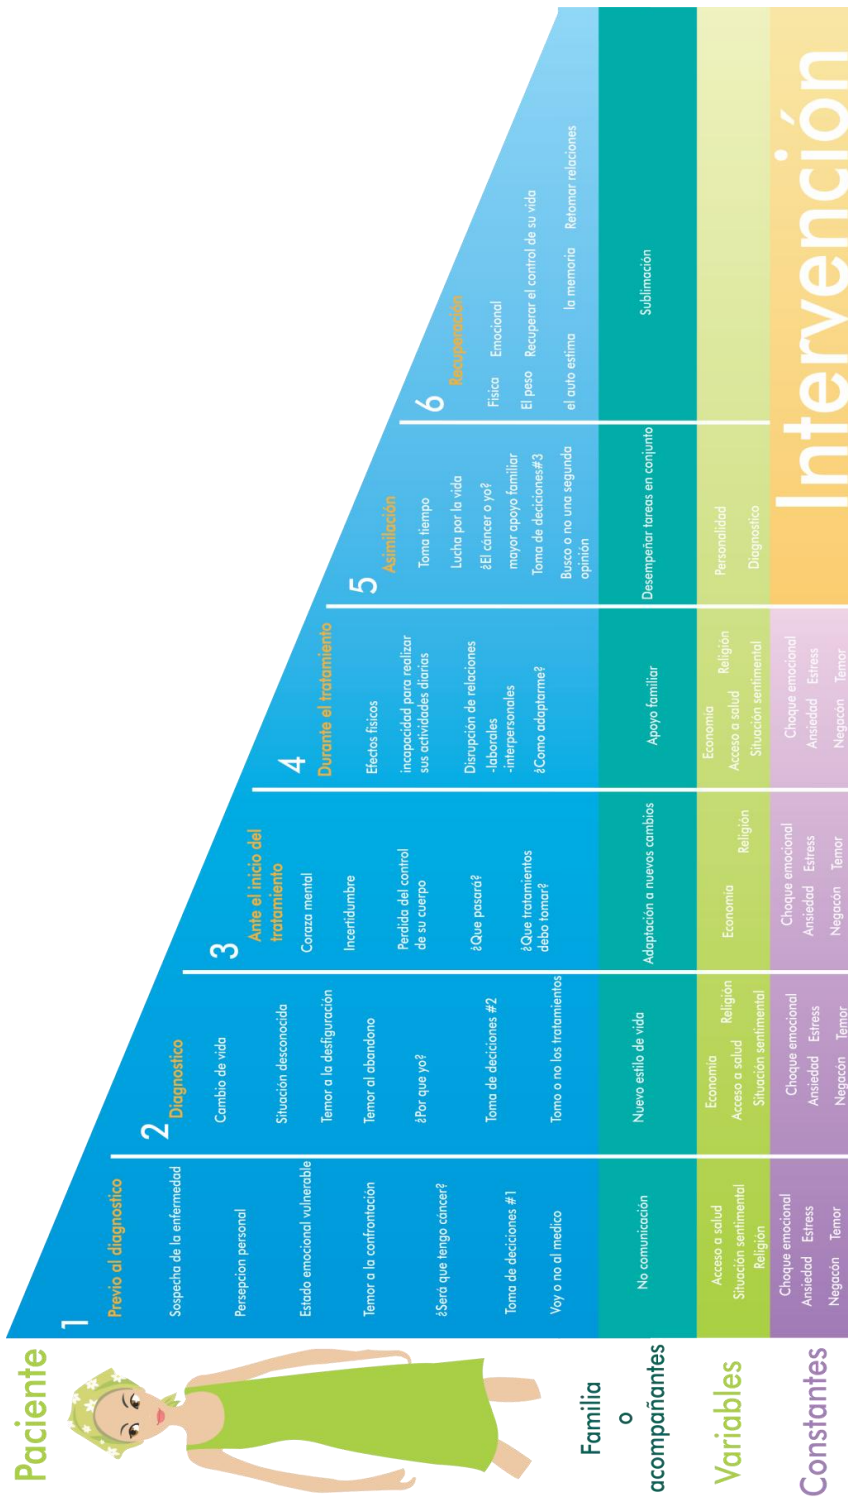 Paciente
1
Previo al diagnostico
Sospecha de la enfermedad
Persepcion personal
Estado emocional vulnerable
Temor a la confrontación
¿Será que tengo cáncer?
Toma de deciciones #1
Voy o no al medico
2
Diagnostico
Cambio de vida
Situación desconocida
Temor a la desfiguración
Temor al abandono
¿Por que yo?
Toma de deciciones #2
Tomo o no los tratamientos
3
Ante el inicio del
tratamiento
Coraza mental
Incertidumbre
Perdida del control
de su cuerpo
¿Que pasará?
¿Que tratamientos
debo tomar?
4
Durante el tratamiento
Efectos fisicos
incapacidad para realizar
sus actividades diarias
Disrupción de relaciones
-laborales
-interpersonales
¿Como adaptarme?
5
Asimilación
Toma tiempo
Lucha por la vida
¿El cáncer o yo?
mayor apoyo familiar
Toma de deciciones#3
Busco o no una segunda
opinión
6
Recuperación
Fisica Emocional
El peso Recuperar el control de su vida
el auto estima la memoria Retomar relaciones
Familia
o
acompañantes
No comunicación
Nuevo estilo de vida
Adaptación a nuevos cambios
Apoyo familiar
Desempeñar tareas en conjunto
Sublimación
Variables
Acceso a salud
Situación sentimental
Religión
Economia
Religión
Acceso a salud
Situación sentimental
Economia
Religión
Economia
Religión
Acceso a salud
Situación sentimental
Personalidad
Diagnostico
Constantes
Choque emocional
Ansiedad Estress
Negacón Temor
Choque emocional
Ansiedad Estress
Negacón Temor
Choque emocional
Ansiedad Estress
Negacón Temor
Choque emocional
Ansiedad Estress
Negacón Temor
Intervención